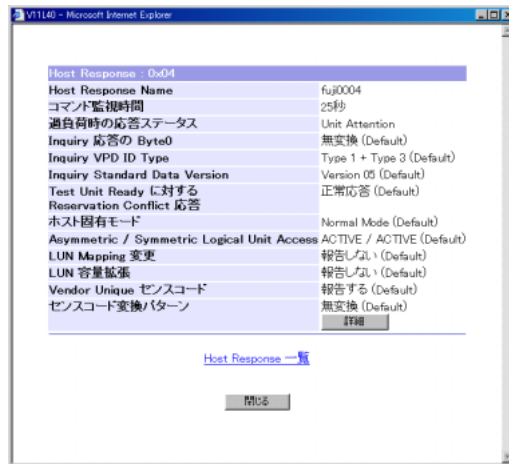 V11L40 - Microsoft Internet Explorer
Host Response : 0x04
Host Response Name fuji0004
コマンド監視時間 25秒
過負荷時の応答ステータス Unit Attention
Inquiry 応答の Byte0 無変換 (Default)
Inquiry VPD ID Type Type 1 + Type 3 (Default)
Inquiry Standard Data Version Version 05 (Default)
Test Unit Ready に対する 正常応答 (Default)
Reservation Conflict 応答
ホスト固有モード Normal Mode (Default)
Asymmetric / Symmetric Logical Unit Access ACTIVE / ACTIVE (Default)
LUN Mapping 変更 報告しない (Default)
LUN 容量拡張 報告しない (Default)
Vendor Unique センスコード 報告する (Default)
センスコード変換パターン 無変換 (Default)
詳細
Host Response 一覧
閉じる